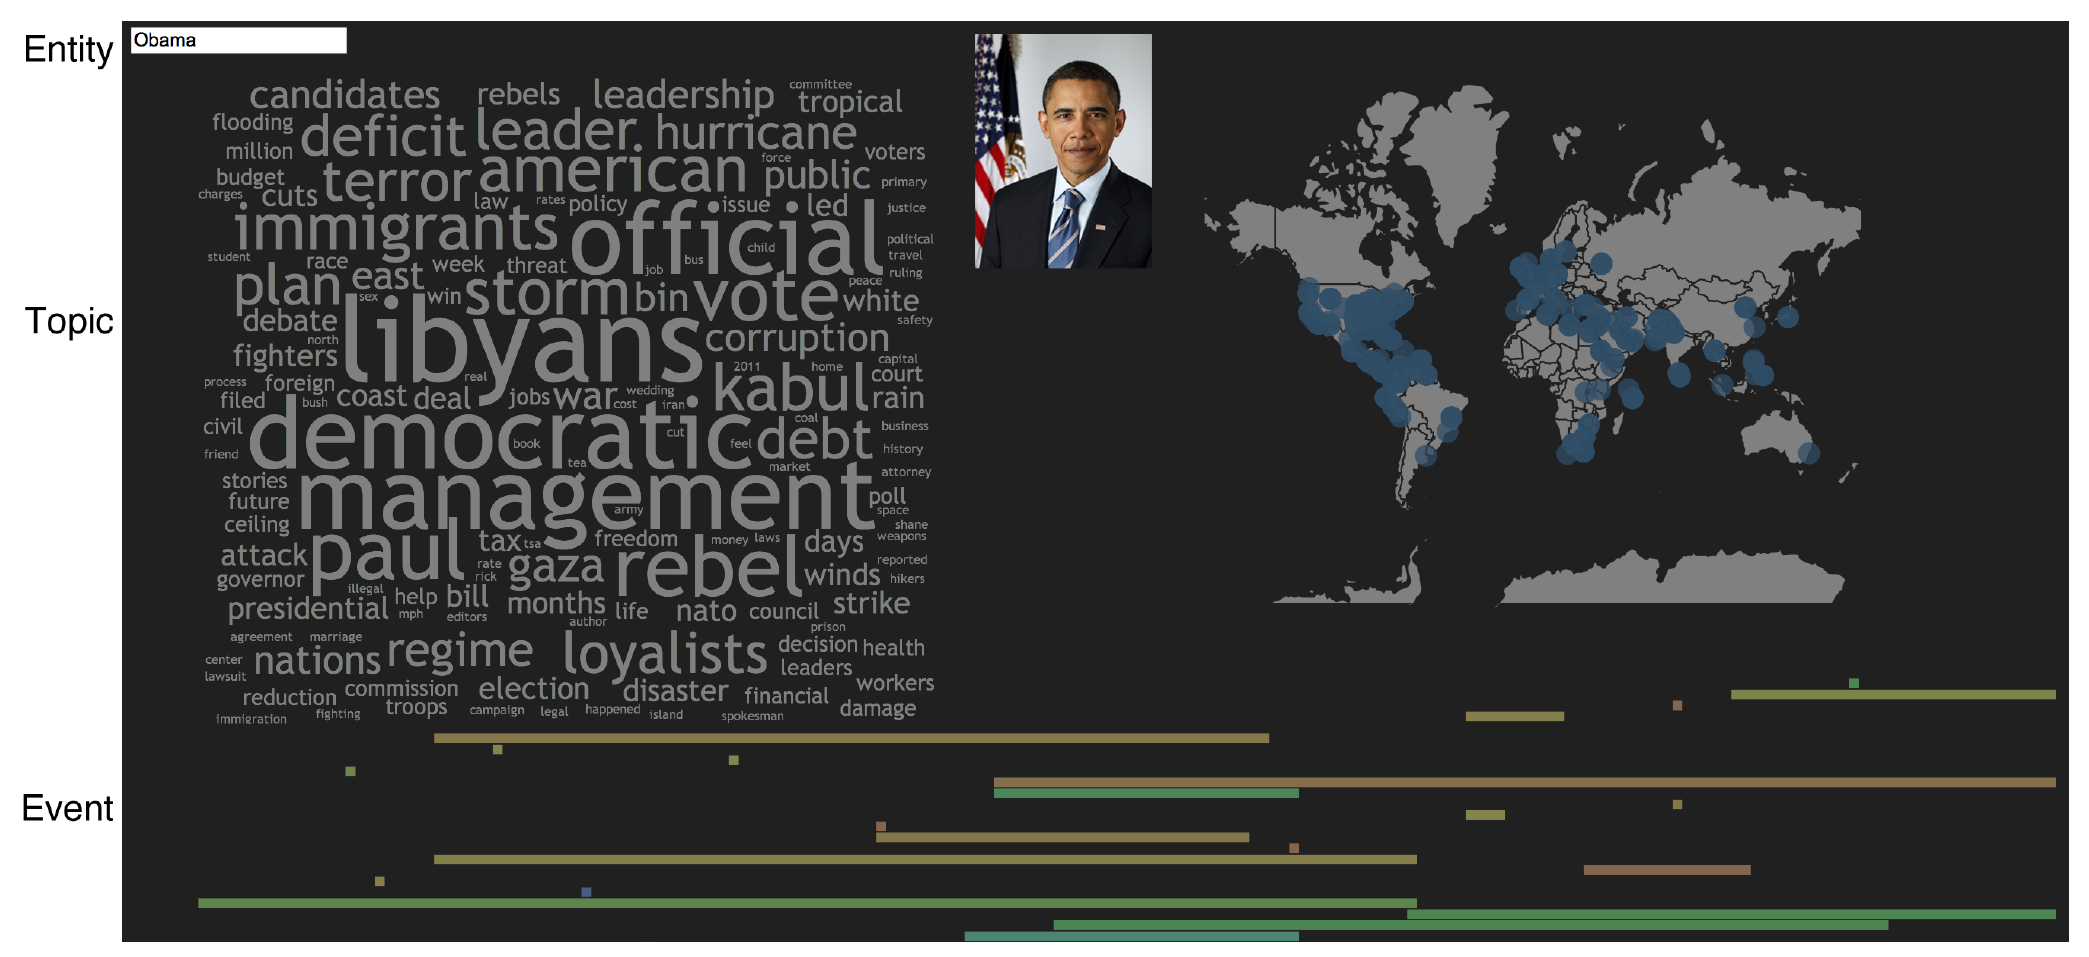 Entity
Obama
committee
candidates rebels leadership tropical
flooding deficit leader hurricane
million american force voters
budget terror public primary
charges cuts law rates policy issue led justice
immigrants official child political
student race east week threat job bus travel
plan sex win storm bin vote peace ruling
white
Topic
debate libyans corruption safety
north
fighters 2011 home capital
process foreign real kabul court
filed bush coast deal jobs war cost wedding iran rain
civil democratic cut coal debt business
friend book feel history
tea market attorney
stories management poll
future army space
ceiling shane
attack paul tax tsa freedom money laws days weapons
governor rate gaza rebel winds reported
rick hikers
illegal
presidential help bill months life nato council strike
mph editors author prison
agreement marriage
center nations regime loyalists decision health
lawsuit leaders
reduction commission election disaster financial workers
immigration fighting troops campaign legal happened island spokesman damage
Event